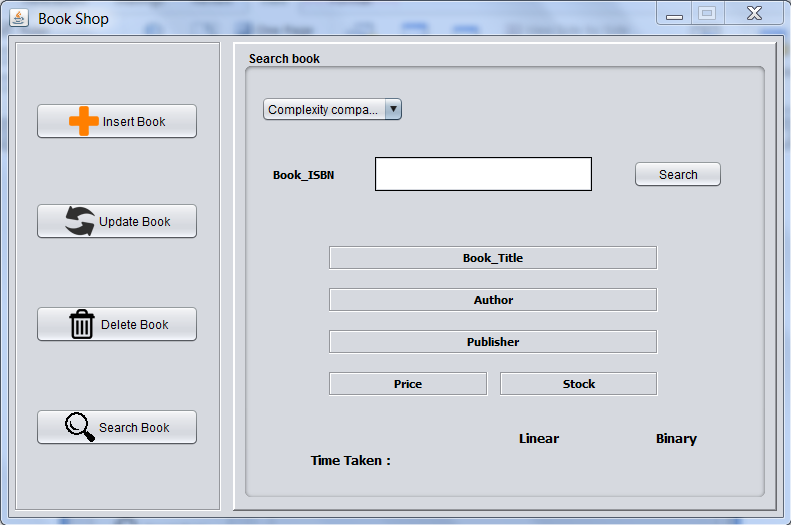 Book Shop
Insert Book
Update Book
Delete Book
Search Book
Search book
Complexity compa...
Book_ISBN
Search
Book_Title
Author
Publisher
Price Stock
Linear Binary
Time Taken :